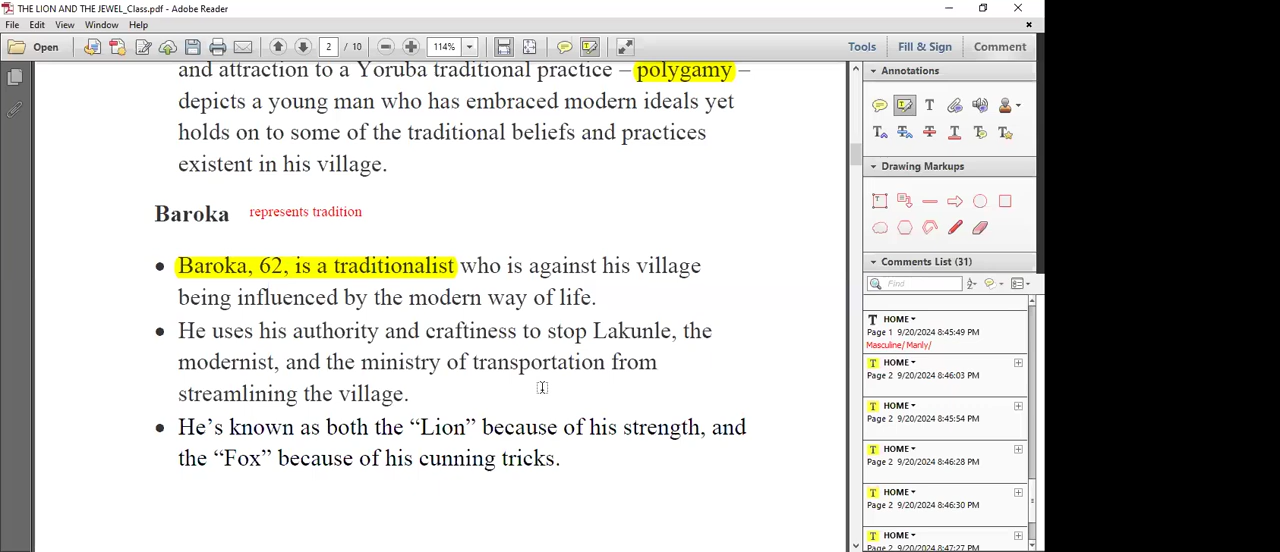 THE LION AND THE JEWEL_Class.pdf - Adobe Reader
File Edit View Window Help
Open 2 / 10 114% Tools Fill & Sign Comment
and attraction to a Yoruba traditional practice – polygamy –
depicts a young man who has embraced modern ideals yet
holds on to some of the traditional beliefs and practices
existent in his village.
Baroka represents tradition
• Baroka, 62, is a traditionalist who is against his village
being influenced by the modern way of life.
• He uses his authority and craftiness to stop Lakunle, the
modernist, and the ministry of transportation from
streamlining the village.
• He’s known as both the “Lion” because of his strength, and
the “Fox” because of his cunning tricks.
Annotations
Drawing Markups
Comments List (31)
Find
HOME
Page 1 9/20/2024 8:45:49 PM
Masculine/ Manly/
HOME
Page 2 9/20/2024 8:46:03 PM
HOME
Page 2 9/20/2024 8:45:54 PM
HOME
Page 2 9/20/2024 8:46:28 PM
HOME
Page 2 9/20/2024 8:46:30 PM
HOME
Page 2 9/20/2024 8:47:27 PM